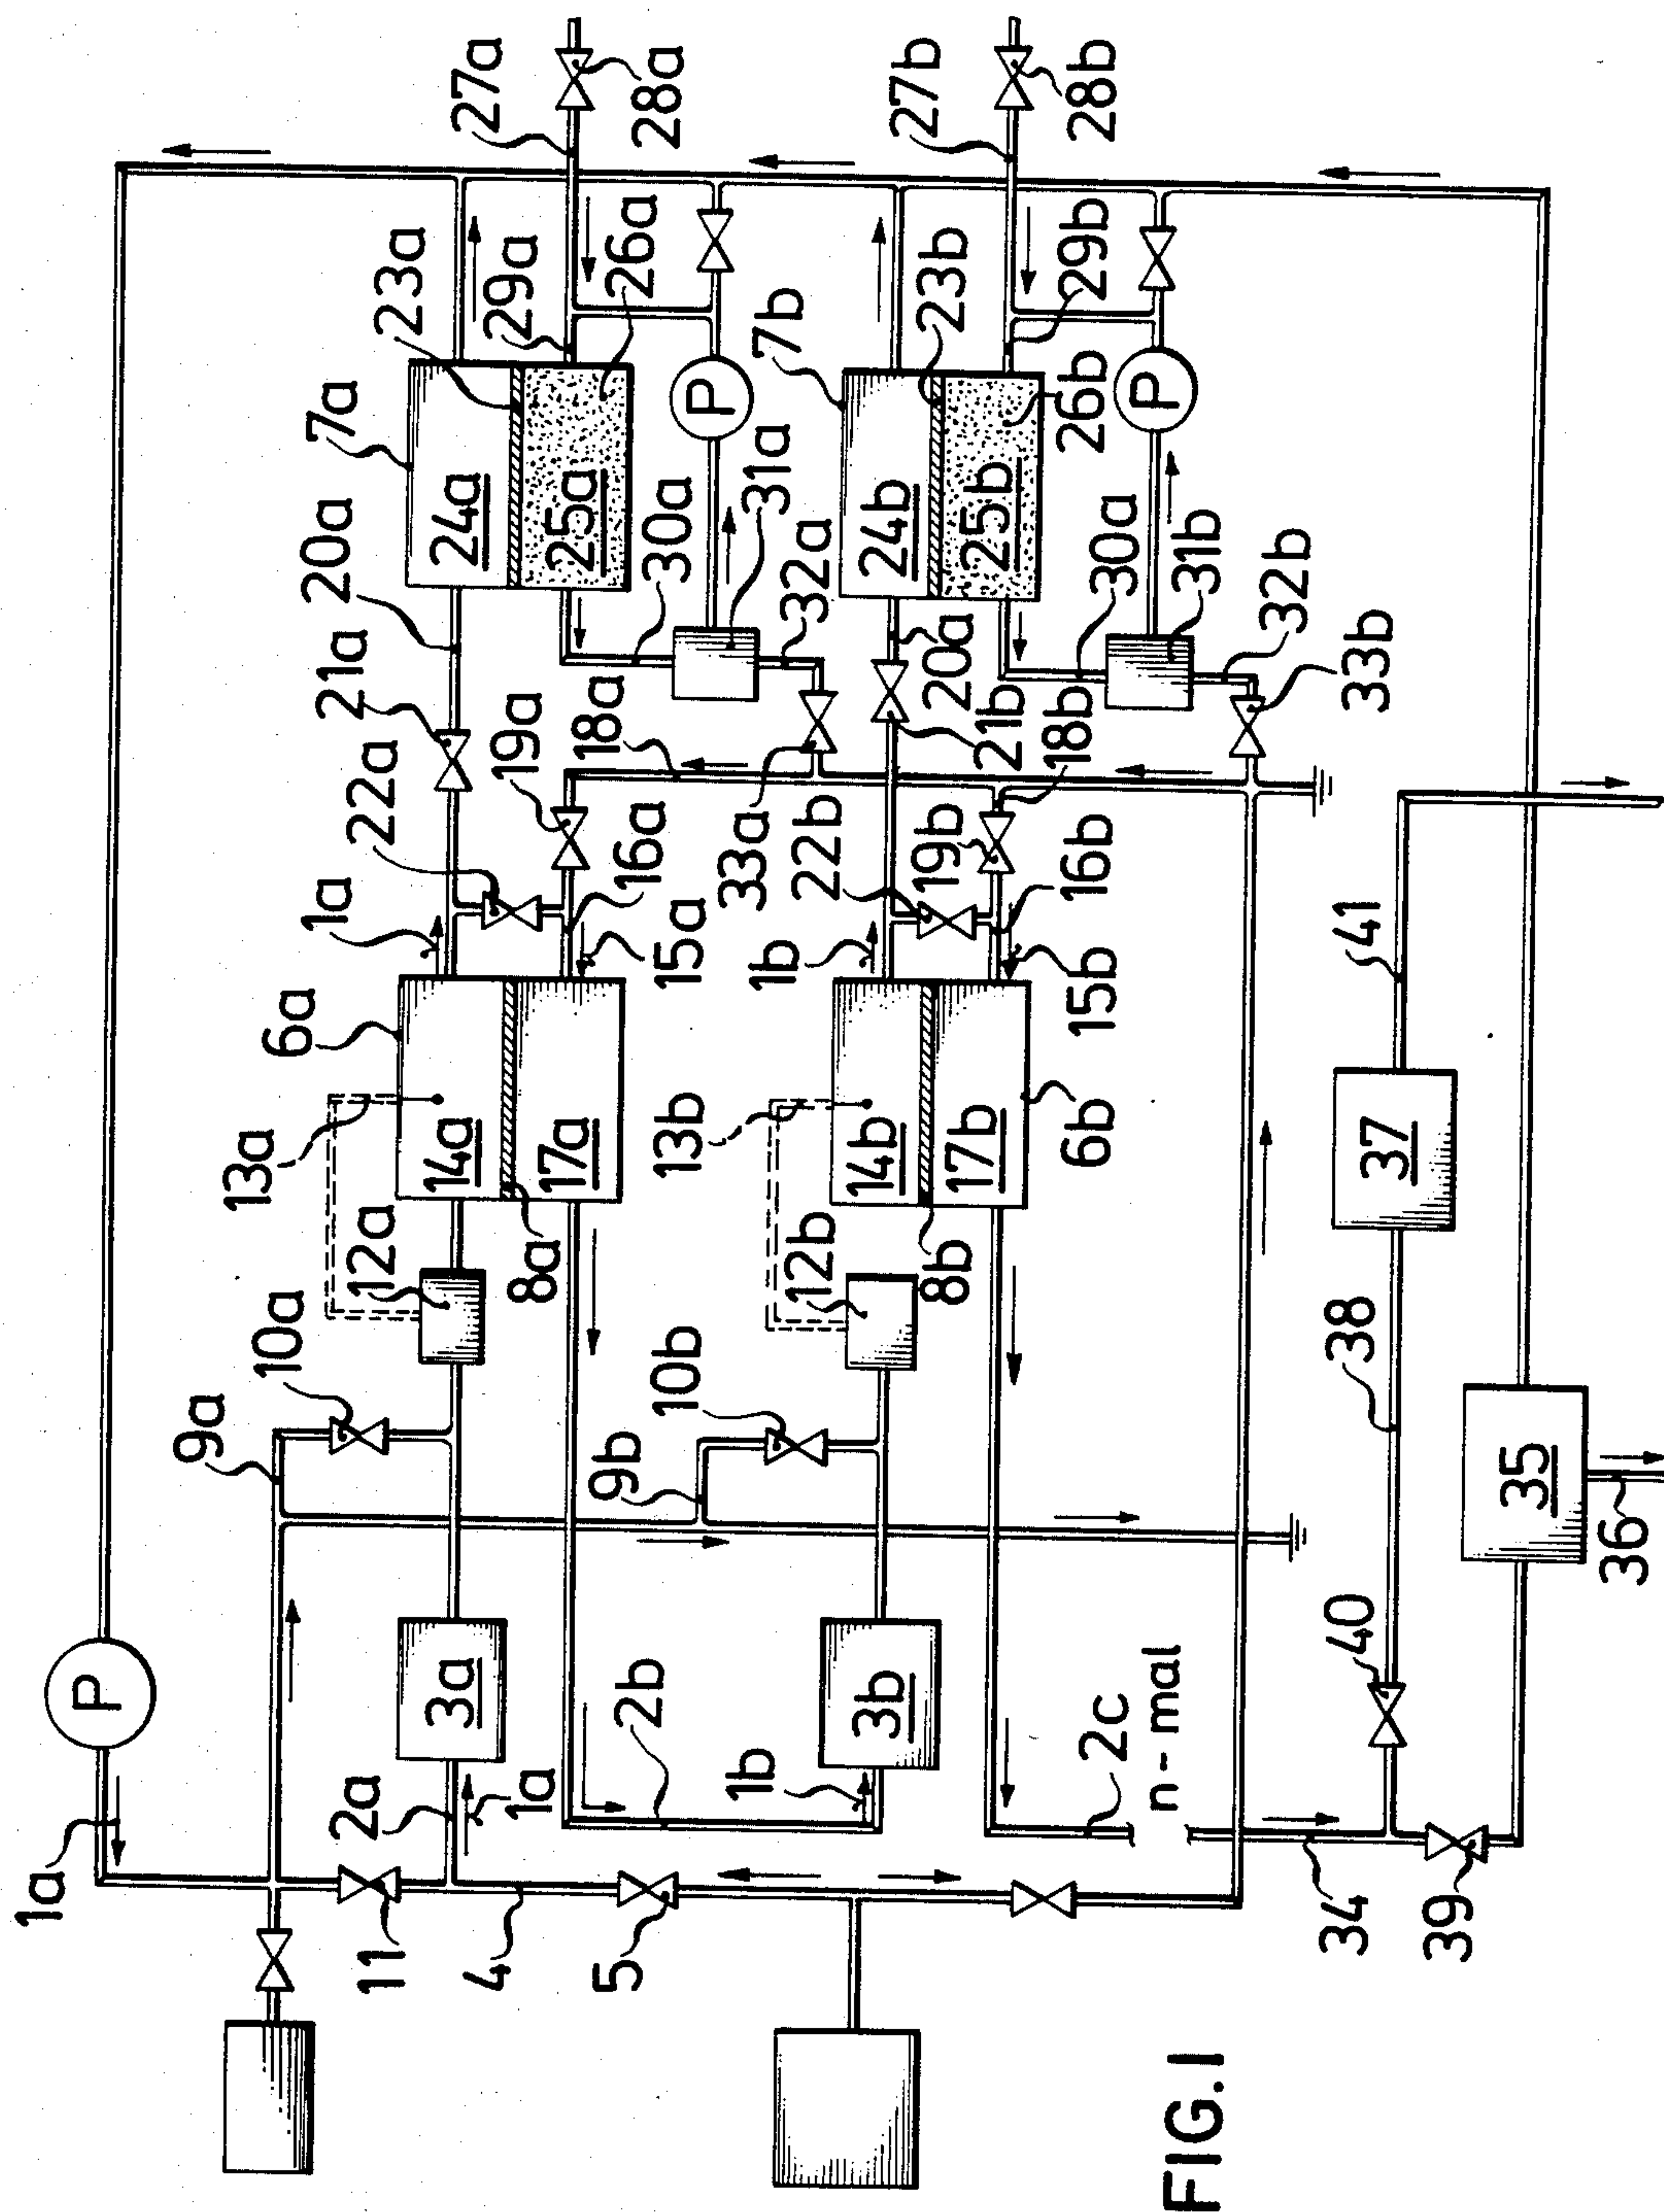 1a
P
9a
10a
13a
12a
6a
14a
17a
8a
1a
22a
21a
20a
7a
24a
25a
23a
29a
26a
27a
28a
19a
18a
16a
15a
33a
30a
31a
32a
P
11
4
2a
1a
3a
5
2b
1b
3b
9b
10b
12b
13b
14b
17b
8b
6b
1b
22b
19b
16b
15b
21b
18b
20a
7b
24b
25b
23b
26b
29b
27b
28b
30a
31b
32b
33b
P
2c
n-mal
34
39
40
38
37
41
35
36
FIG.1